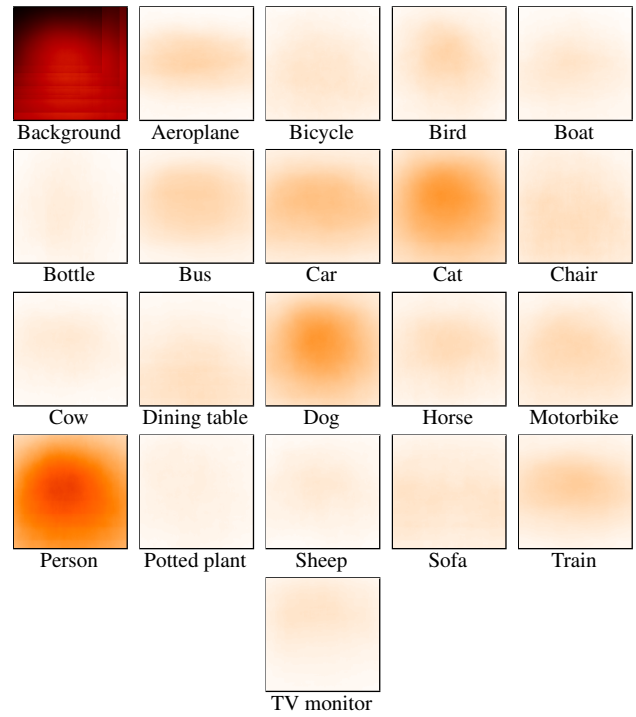 Background Aeroplane Bicycle Bird Boat
Bottle Bus Car Cat Chair
Cow Dining table Dog Horse Motorbike
Person Potted plant Sheep Sofa Train
TV monitor